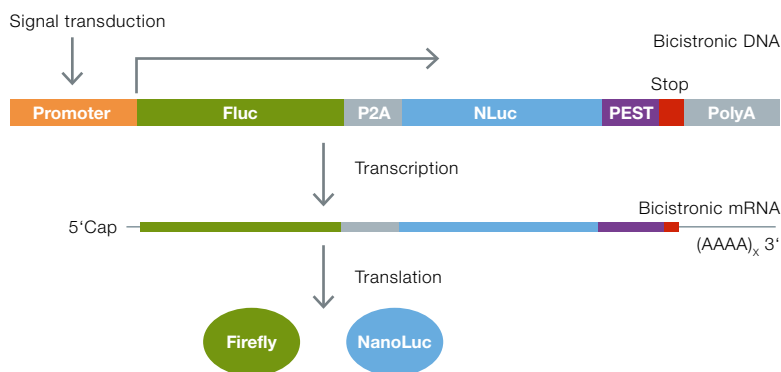 Signal transduction
Bicistronic DNA
Stop
Promoter Fluc P2A NLuc PEST PolyA
Transcription
Bicistronic mRNA
5‘Cap
(AAAA)x 3‘
Translation
Firefly NanoLuc